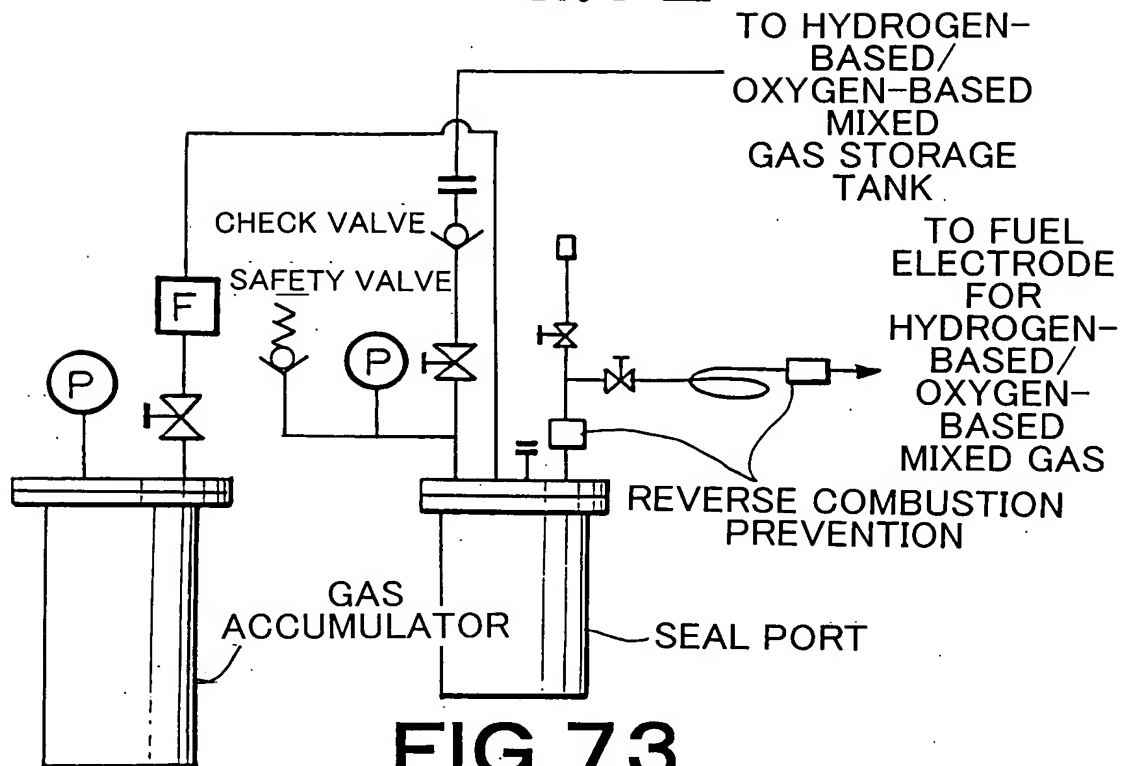 TO HYDROGEN-
BASED/
OXYGEN-BASED
MIXED
GAS STORAGE
TANK
CHECK VALVE
SAFETY VALVE
TO FUEL
ELECTRODE
FOR
HYDROGEN-
BASED/
OXYGEN-
BASED
MIXED GAS
F
P
P
REVERSE COMBUSTION
PREVENTION
GAS
ACCUMULATOR
SEAL PORT
FIG.73